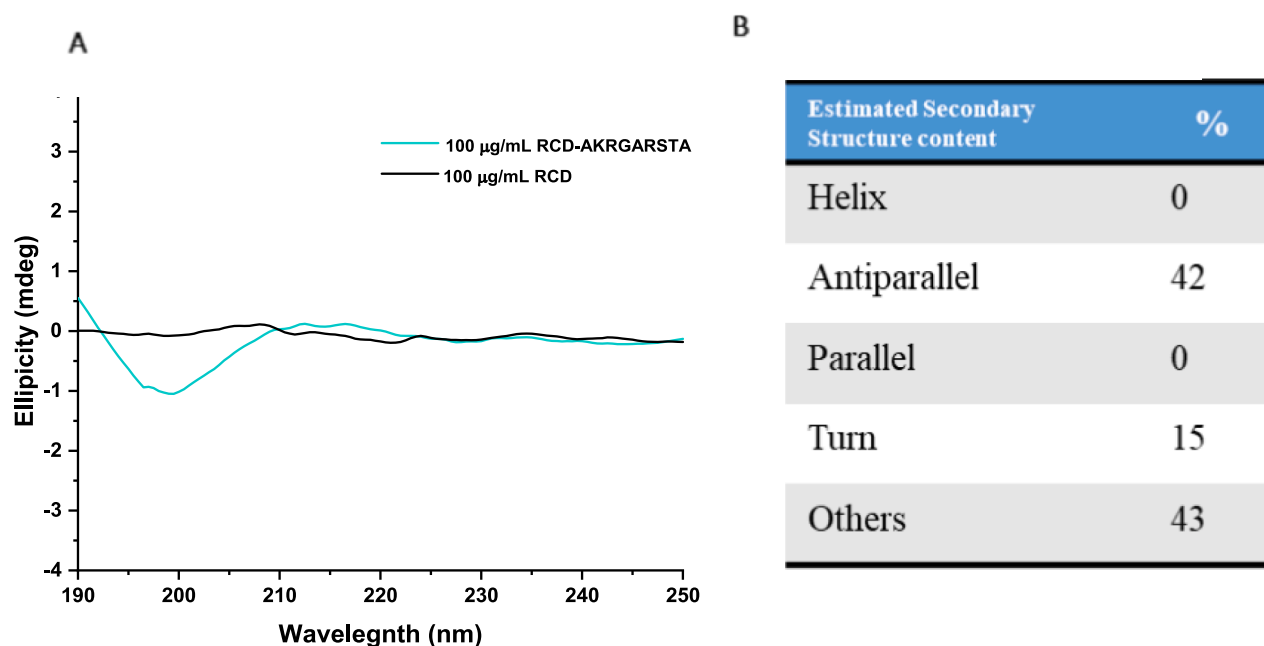 A
B
3
2
1
0
-1
-2
-3
-4
190
200
210
220
230
240
250
Ellipicity (mdeg)
Wavelegnth (nm)
100 μg/mL RCD-AKRGARSTA
100 μg/mL RCD
Estimated Secondary
Structure content %
Helix 0
Antiparallel 42
Parallel 0
Turn 15
Others 43